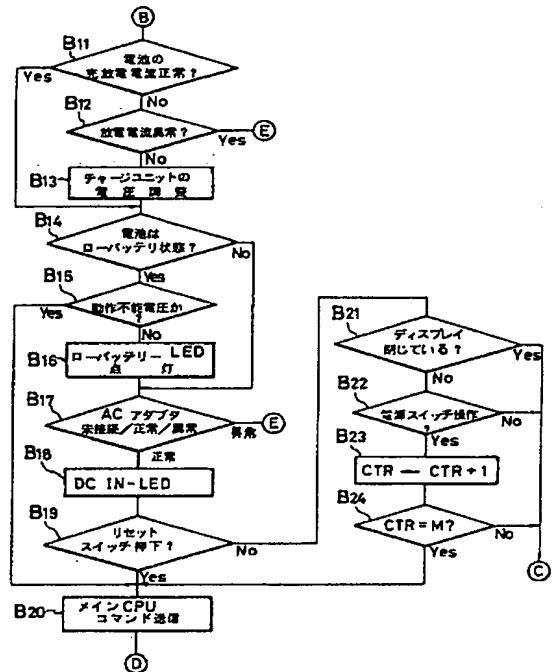 B
B11
電池の
充放電電流正常？
Yes
No
B12
放電電流異常？
E
Yes
No
B13
チャージユニットの
電圧調整
B14
電池は
ローバッテリ状態？
No
Yes
B15
動作不能電圧か
？
Yes
No
B16
ローバッテリー LED
点 灯
B17
AC アダプタ
未接続／正常／異常
E
異常
正常
B18
DC IN-LED
B19
リセット
スイッチ押下？
No
Yes
B20
メインCPU
コマンド送信
D
B21
ディスプレイ
閉じている？
Yes
No
B22
電源スイッチ操作
？
No
Yes
B23
CTR ― CTR + 1
B24
CTR = M?
No
Yes
C